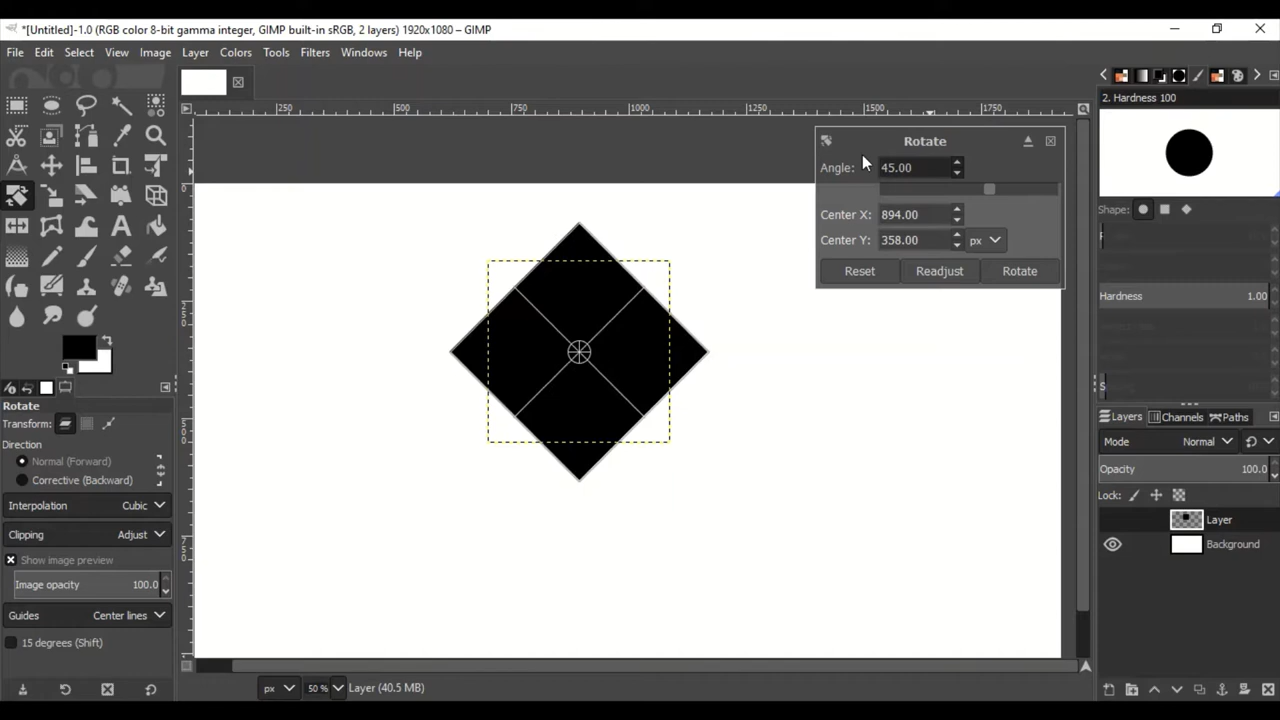 *[Untitled]-1.0 (RGB color 8-bit gamma integer, GIMP built-in sRGB, 2 layers) 1920x1080 – GIMP
File Edit Select View Image Layer Colors Tools Filters Windows Help
2. Hardness 100
250 500 750 1000 1250 1500 1750
Rotate
Angle: 45.00
Center X: 894.00
Center Y: 358.00 px
Reset Readjust Rotate
Shape:
Hardness 1.00
S
0
250
500
750
Rotate
Transform:
Direction
Normal (Forward)
Corrective (Backward)
Interpolation Cubic
Clipping Adjust
Show image preview
Image opacity 100.0
Guides Center lines
15 degrees (Shift)
Layers Channels Paths
Mode Normal
Opacity 100.0
Lock:
Layer
Background
px 50 % Layer (40.5 MB)